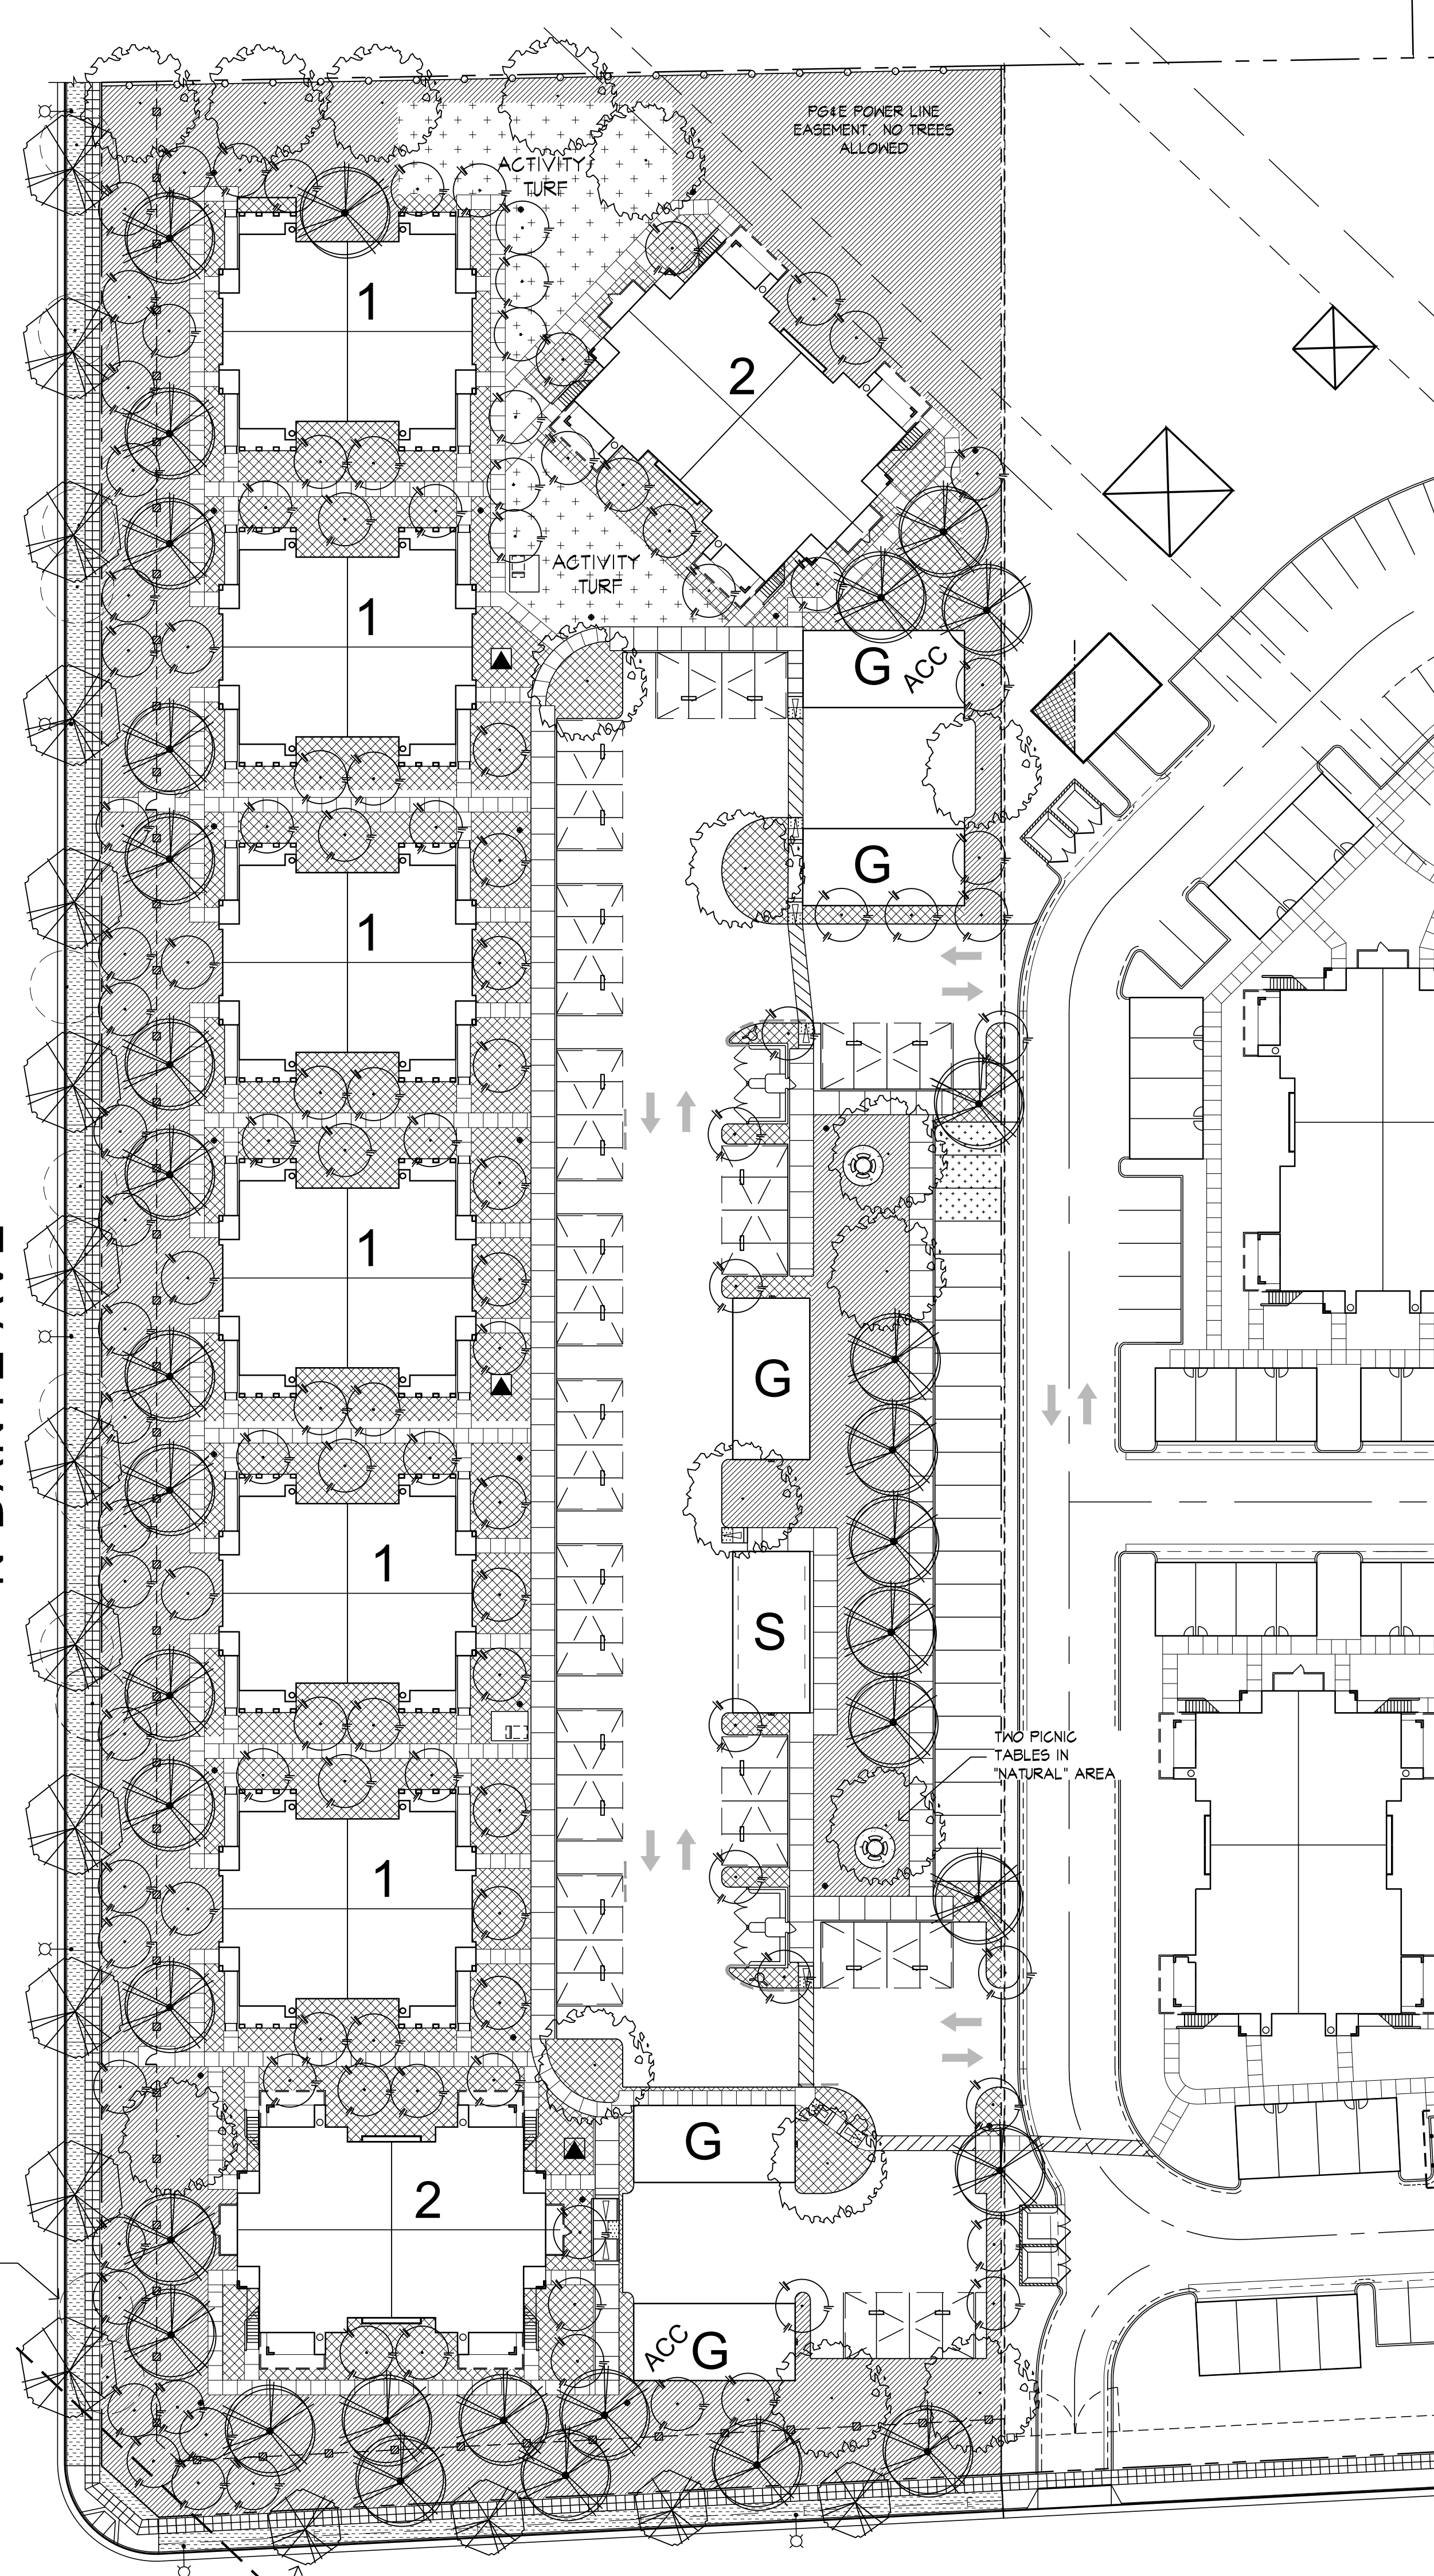 PG&E POWER LINE
EASEMENT. NO TREES
ALLOWED
ACTIVITY
TURF
1
2
ACTIVITY
TURF
1
G
ACC
G
1
1
G
1
S
TWO PICNIC
TABLES IN
"NATURAL" AREA
1
G
2
ACC
G